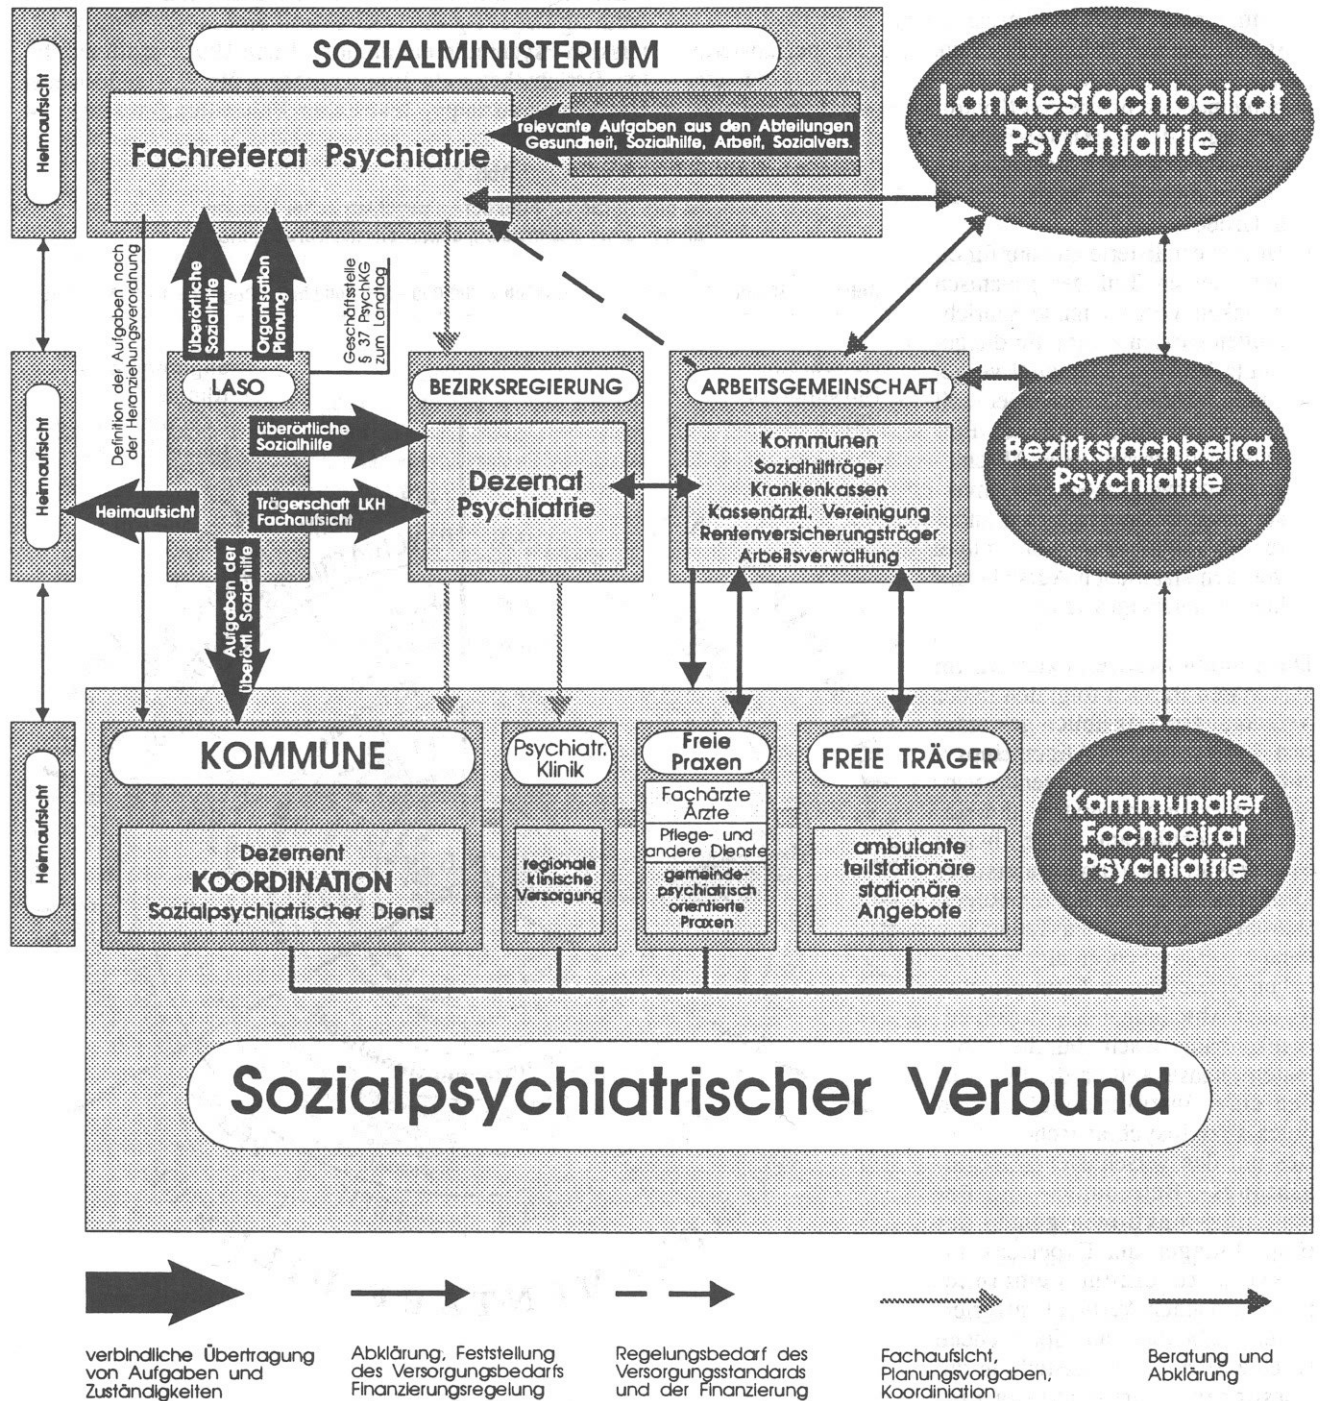 SOZIALMINISTERIUM
Heimaufsicht
Fachreferat Psychiatrie
relevante Aufgaben aus den Abteilungen
Gesundheit, Sozialhilfe, Arbeit, Sozialvers.
Landesfachbeirat
Psychiatrie
Definition der Aufgaben nach
der Heranziehungsverordnung
überörtliche
Sozialhilfe
Organisation
Planung
Geschäftsstelle
§ 37 PsychKG
zum Landtag
Heimaufsicht
LASO
BEZIRKSREGIERUNG
ARBEITSGEMEINSCHAFT
überörtliche
Sozialhilfe
Heimaufsicht
Trägerschaft LKH
Fachaufsicht
Dezernat
Psychiatrie
Kommunen
Sozialhilfträger
Krankenkassen
Kassenärztl. Vereinigung
Rentenversicherungsträger
Arbeitsverwaltung
Bezirksfachbeirat
Psychiatrie
Aufgaben der
überörtl. Sozialhilfe
Heimaufsicht
KOMMUNE
Dezernent
KOORDINATION
Sozialpsychiatrischer Dienst
Psychiatr.
Klinik
regionale
klinische
Versorgung
Freie
Praxen
Fachärzte
Ärzte
Pflege- und
andere Dienste
gemeinde-
psychiatrisch
orientierte
Praxen
FREIE TRÄGER
ambulante
teilstationäre
stationäre
Angebote
Kommunaler
Fachbeirat
Psychiatrie
Sozialpsychiatrischer Verbund
verbindliche Übertragung
von Aufgaben und
Zuständigkeiten
Abklärung, Feststellung
des Versorgungsbedarfs
Finanzierungsregelung
Regelungsbedarf des
Versorgungsstandards
und der Finanzierung
Fachaufsicht,
Planungsvorgaben,
Koordiniation
Beratung und
Abklärung